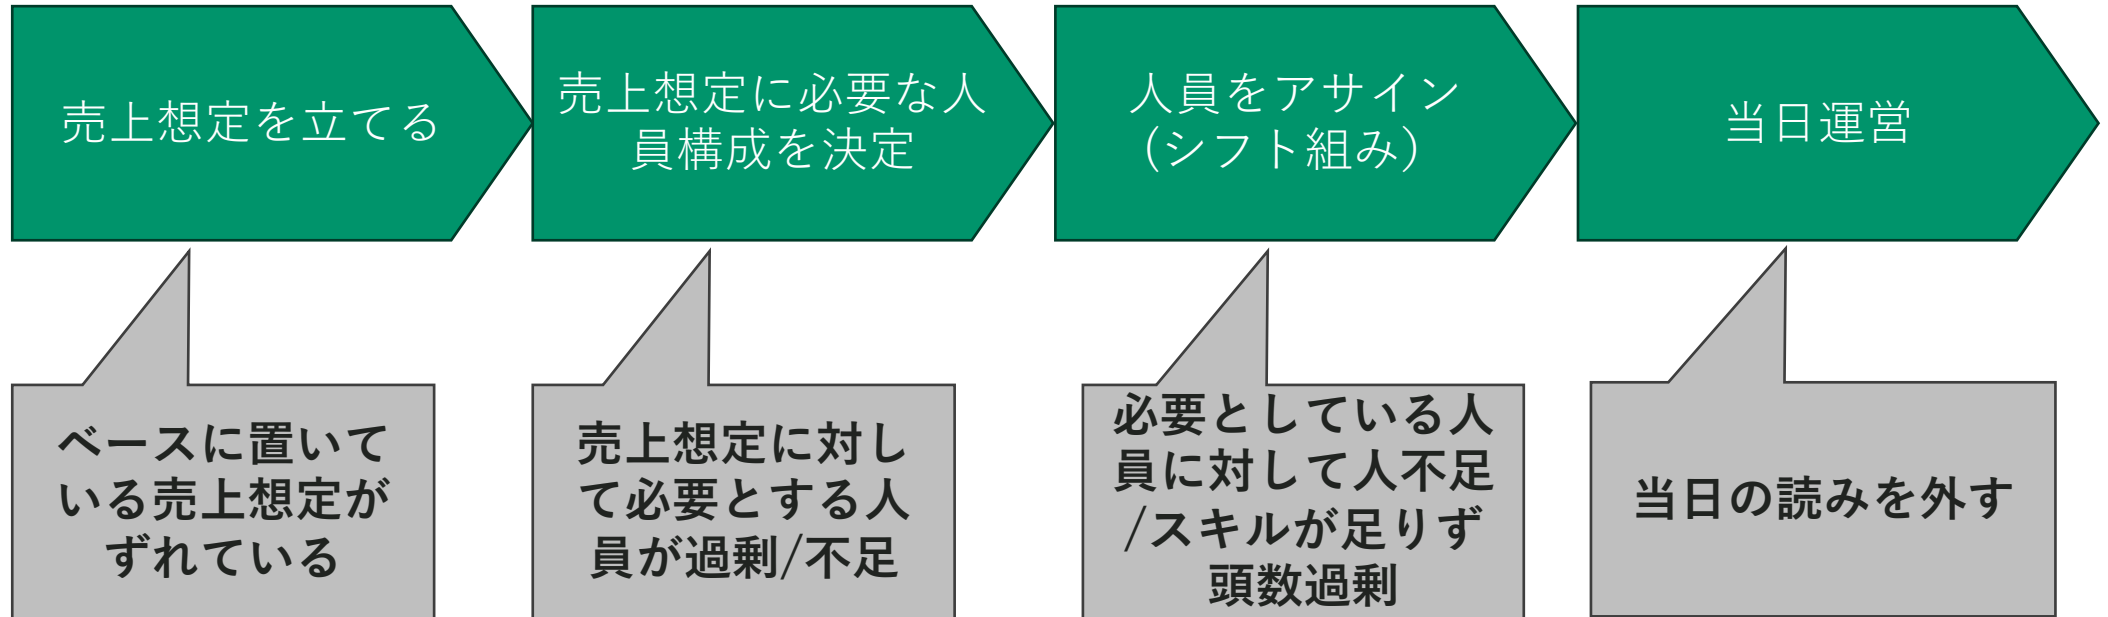 売上想定を立てる
売上想定に必要な人
員構成を決定
人員をアサイン
(シフト組み)
当日運営
ベースに置いて
いる売上想定が
ずれている
売上想定に対し
て必要とする人
員が過剰/不足
必要としている人
員に対して人不足
/スキルが足りず
頭数過剰
当日の読みを外す